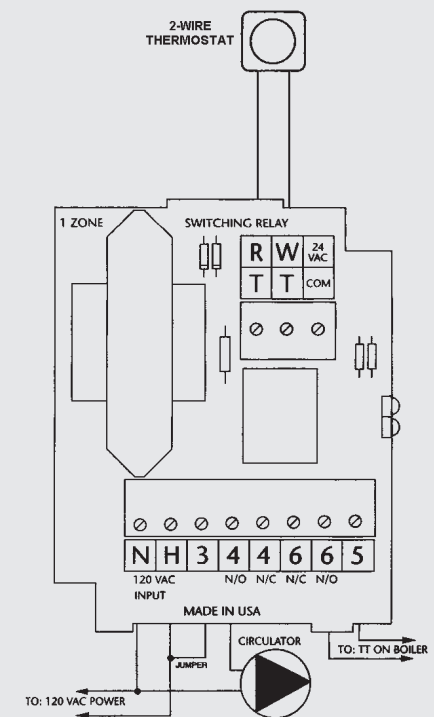 2-WIRE
THERMOSTAT
1 ZONE
SWITCHING RELAY
R W 24 VAC
T T COM
N H 3 4 4 6 6 5
120 VAC
INPUT
N/O N/C N/C N/O
MADE IN USA
CIRCULATOR
JUMPER
TO: TT ON BOILER
TO: 120 VAC POWER